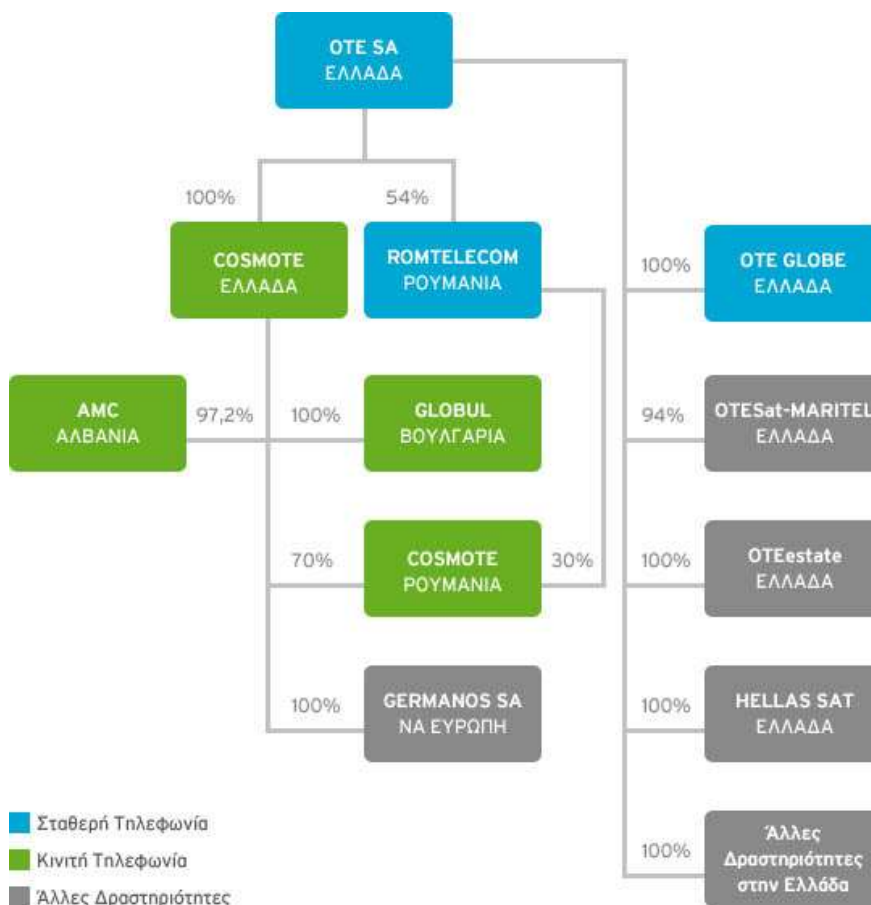 OTE SA
ΕΛΛΑΔΑ
100%
54%
COSMOTE
ΕΛΛΑΔΑ
ROMTELECOM
ΡΟΥΜΑΝΙΑ
100%
OTE GLOBE
ΕΛΛΑΔΑ
AMC
ΑΛΒΑΝΙΑ
97,2%
100%
GLOBUL
ΒΟΥΛΓΑΡΙΑ
94%
OTESat-MARITEL
ΕΛΛΑΔΑ
70%
COSMOTE
ΡΟΥΜΑΝΙΑ
30%
100%
OTEestate
ΕΛΛΑΔΑ
100%
GERMANOS SA
ΝΑ ΕΥΡΩΠΗ
100%
HELLAS SAT
ΕΛΛΑΔΑ
100%
Άλλες
Δραστηριότητες
στην Ελλάδα
Σταθερή Τηλεφωνία
Κινιτή Τηλεφωνία
Άλλες Δραστηριότητες